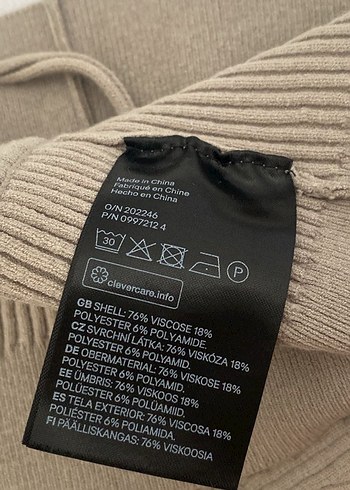 Made in China
Fabriqué en Chine
Hecho en China
O/N 202246
P/N 0997212 4
30
P
clevercare.info
GB SHELL: 76% VISCOSE 18%
POLYESTER 6% POLYAMIDE.
CZ SVRCHNÍ LÁTKA: 76% VISKÓZA 18%
POLYESTER 6% POLYAMID.
DE OBERMATERIAL: 76% VISKOSE 18%
POLYESTER 6% POLYAMID.
EE ÜMBRIS: 76% VISKOOS 18%
POLÜESTER 6% POLÜAMIID.
ES TELA EXTERIOR: 76% VISCOSA 18%
POLIÉSTER 6% POLIAMIDA.
FI PÄÄLLISKANGAS: 76% VISKOOSIA